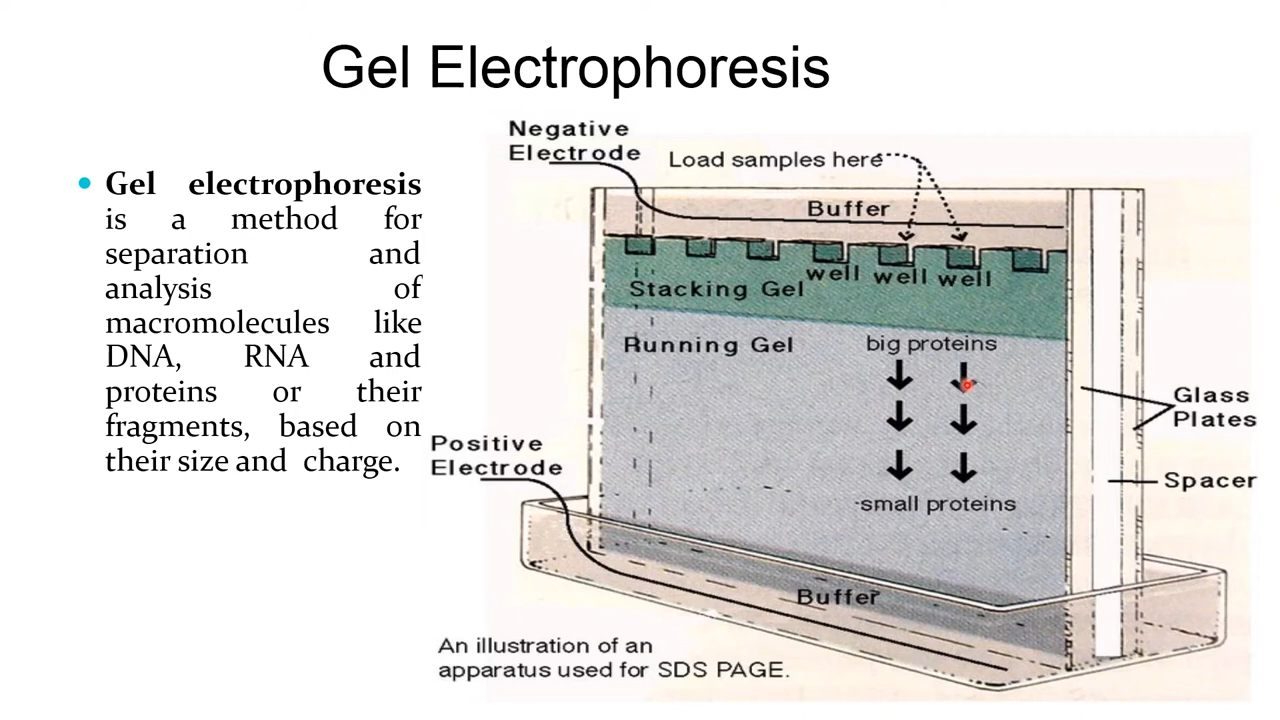 Gel Electrophoresis
Gel electrophoresis
is a method for
separation and
analysis of
macromolecules like
DNA, RNA and
proteins or their
fragments, based on
their size and charge.
Negative
Electrode
Load samples here
Buffer
well well well
Stacking Gel
Running Gel
big proteins
Glass
Plates
Positive
Electrode
Spacer
small proteins
Buffer
An illustration of an
apparatus used for SDS PAGE.